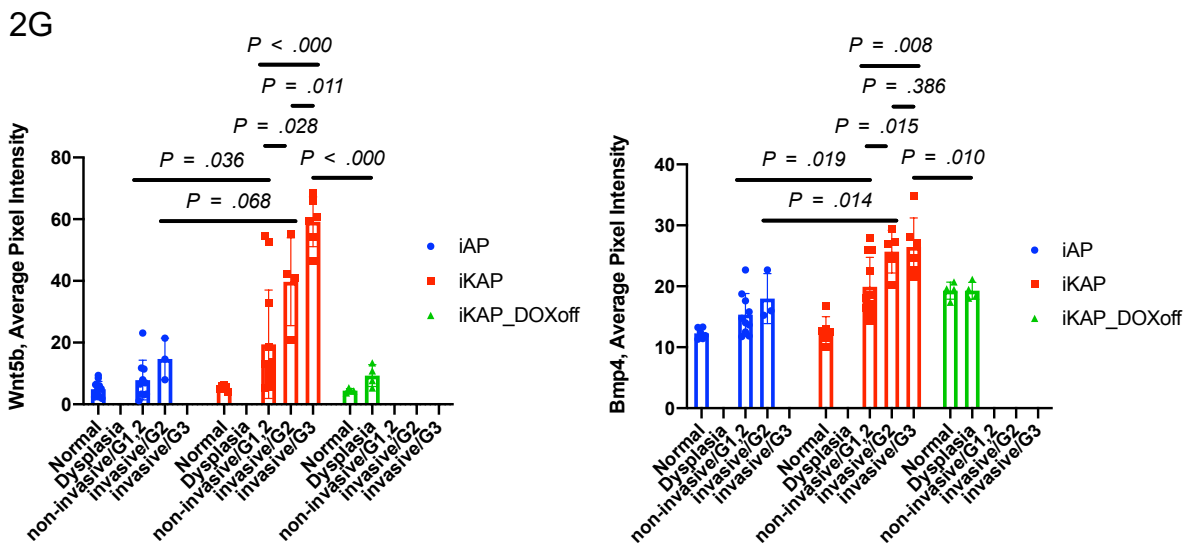 2G
P < .000
P = .011
P = .028
P = .036
P < .000
P = .068
Wnt5b, Average Pixel Intensity
80
60
40
20
0
Normal
Dysplasia
non-invasive/G1,2
invasive/G2
invasive/G3
Normal
Dysplasia
non-invasive/G1,2
invasive/G2
invasive/G3
Normal
Dysplasia
non-invasive/G1,2
invasive/G2
invasive/G3
iAP
iKAP
iKAP_DOXoff
P = .008
P = .386
P = .015
P = .019
P = .010
P = .014
Bmp4, Average Pixel Intensity
40
30
20
10
0
Normal
Dysplasia
non-invasive/G1,2
invasive/G2
invasive/G3
Normal
Dysplasia
non-invasive/G1,2
invasive/G2
invasive/G3
Normal
Dysplasia
non-invasive/G1,2
invasive/G2
invasive/G3
iAP
iKAP
iKAP_DOXoff